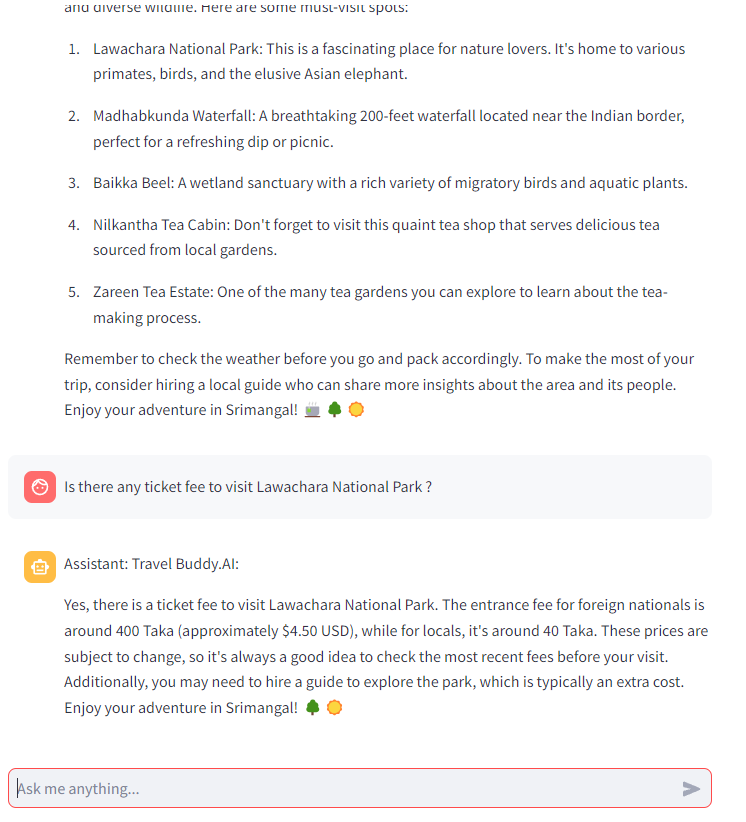 and diverse wildlife. Here are some must-visit spots:
1. Lawachara National Park: This is a fascinating place for nature lovers. It's home to various
primates, birds, and the elusive Asian elephant.
2. Madhabkunda Waterfall: A breathtaking 200-feet waterfall located near the Indian border,
perfect for a refreshing dip or picnic.
3. Baikka Beel: A wetland sanctuary with a rich variety of migratory birds and aquatic plants.
4. Nilkantha Tea Cabin: Don't forget to visit this quaint tea shop that serves delicious tea
sourced from local gardens.
5. Zareen Tea Estate: One of the many tea gardens you can explore to learn about the tea-
making process.
Remember to check the weather before you go and pack accordingly. To make the most of your
trip, consider hiring a local guide who can share more insights about the area and its people.
Enjoy your adventure in Srimangal! 🍵 🌳 🌞
Is there any ticket fee to visit Lawachara National Park ?
Assistant: Travel Buddy.AI:
Yes, there is a ticket fee to visit Lawachara National Park. The entrance fee for foreign nationals is
around 400 Taka (approximately $4.50 USD), while for locals, it's around 40 Taka. These prices are
subject to change, so it's always a good idea to check the most recent fees before your visit.
Additionally, you may need to hire a guide to explore the park, which is typically an extra cost.
Enjoy your adventure in Srimangal! 🌳 🌞
Ask me anything...